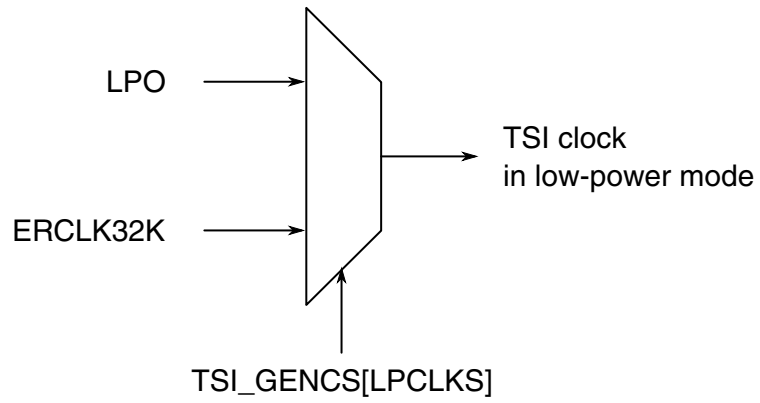 LPO
TSI clock
in low-power mode
ERCLK32K
TSI_GENCS[LPCLKS]